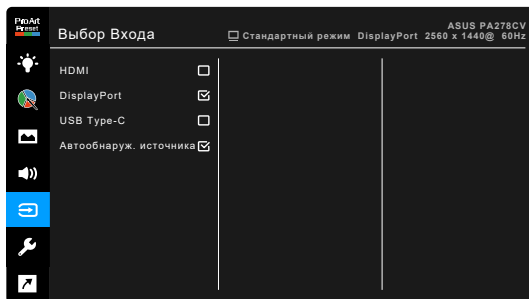 ProArt
Preset
Выбор Входа
ASUS PA278CV
Стандартный режим DisplayPort 2560 x 1440@ 60Hz
HDMI
DisplayPort
USB Type-C
Автообнаруж. источника